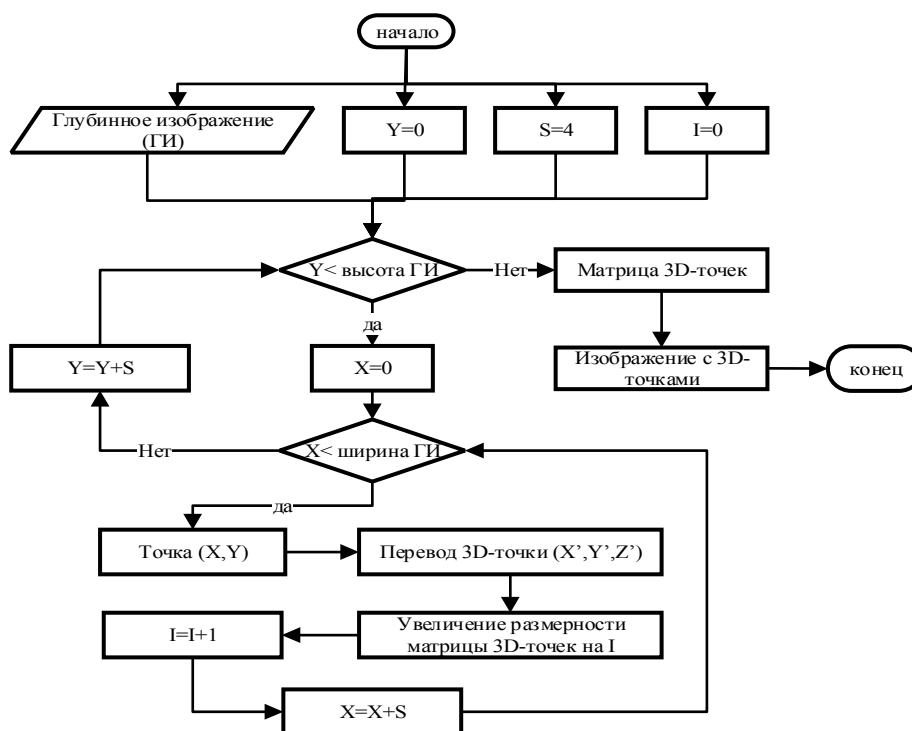 начало
Глубинное изображение
(ГИ)
Y=0
S=4
I=0
Y< высота ГИ
Нет
Матрица 3D-точек
да
Y=Y+S
X=0
Изображение с 3D-
точками
конец
Нет
X< ширина ГИ
да
Точка (X,Y)
Перевод 3D-точки (X’,Y’,Z’)
I=I+1
Увеличение размерности
матрицы 3D-точек на I
X=X+S